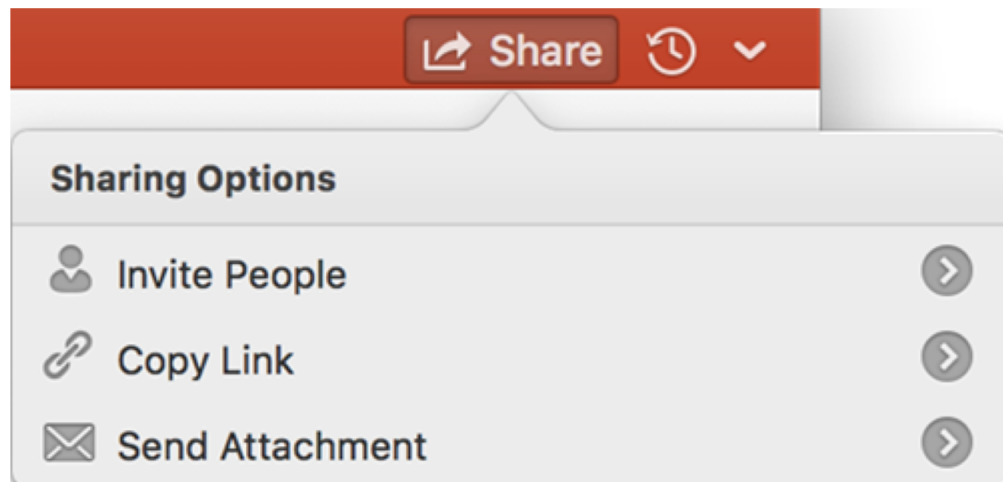 Share
Sharing Options
Invite People
Copy Link
Send Attachment